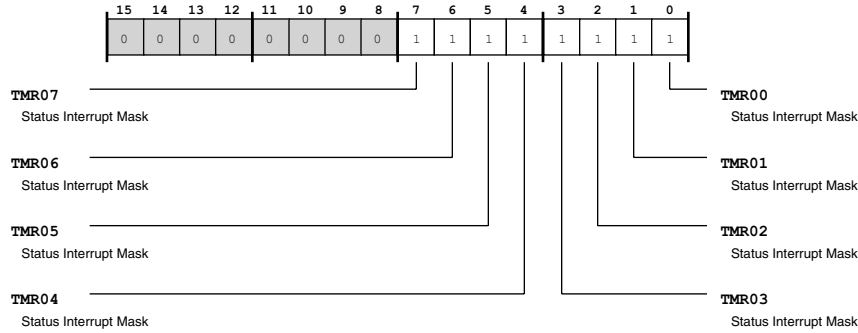 15 14 13 12 11 10 9 8 7 6 5 4 3 2 1 0
0 0 0 0 0 0 0 0 1 1 1 1 1 1 1 1
TMR07
Status Interrupt Mask
TMR00
Status Interrupt Mask
TMR06
Status Interrupt Mask
TMR01
Status Interrupt Mask
TMR05
Status Interrupt Mask
TMR02
Status Interrupt Mask
TMR04
Status Interrupt Mask
TMR03
Status Interrupt Mask